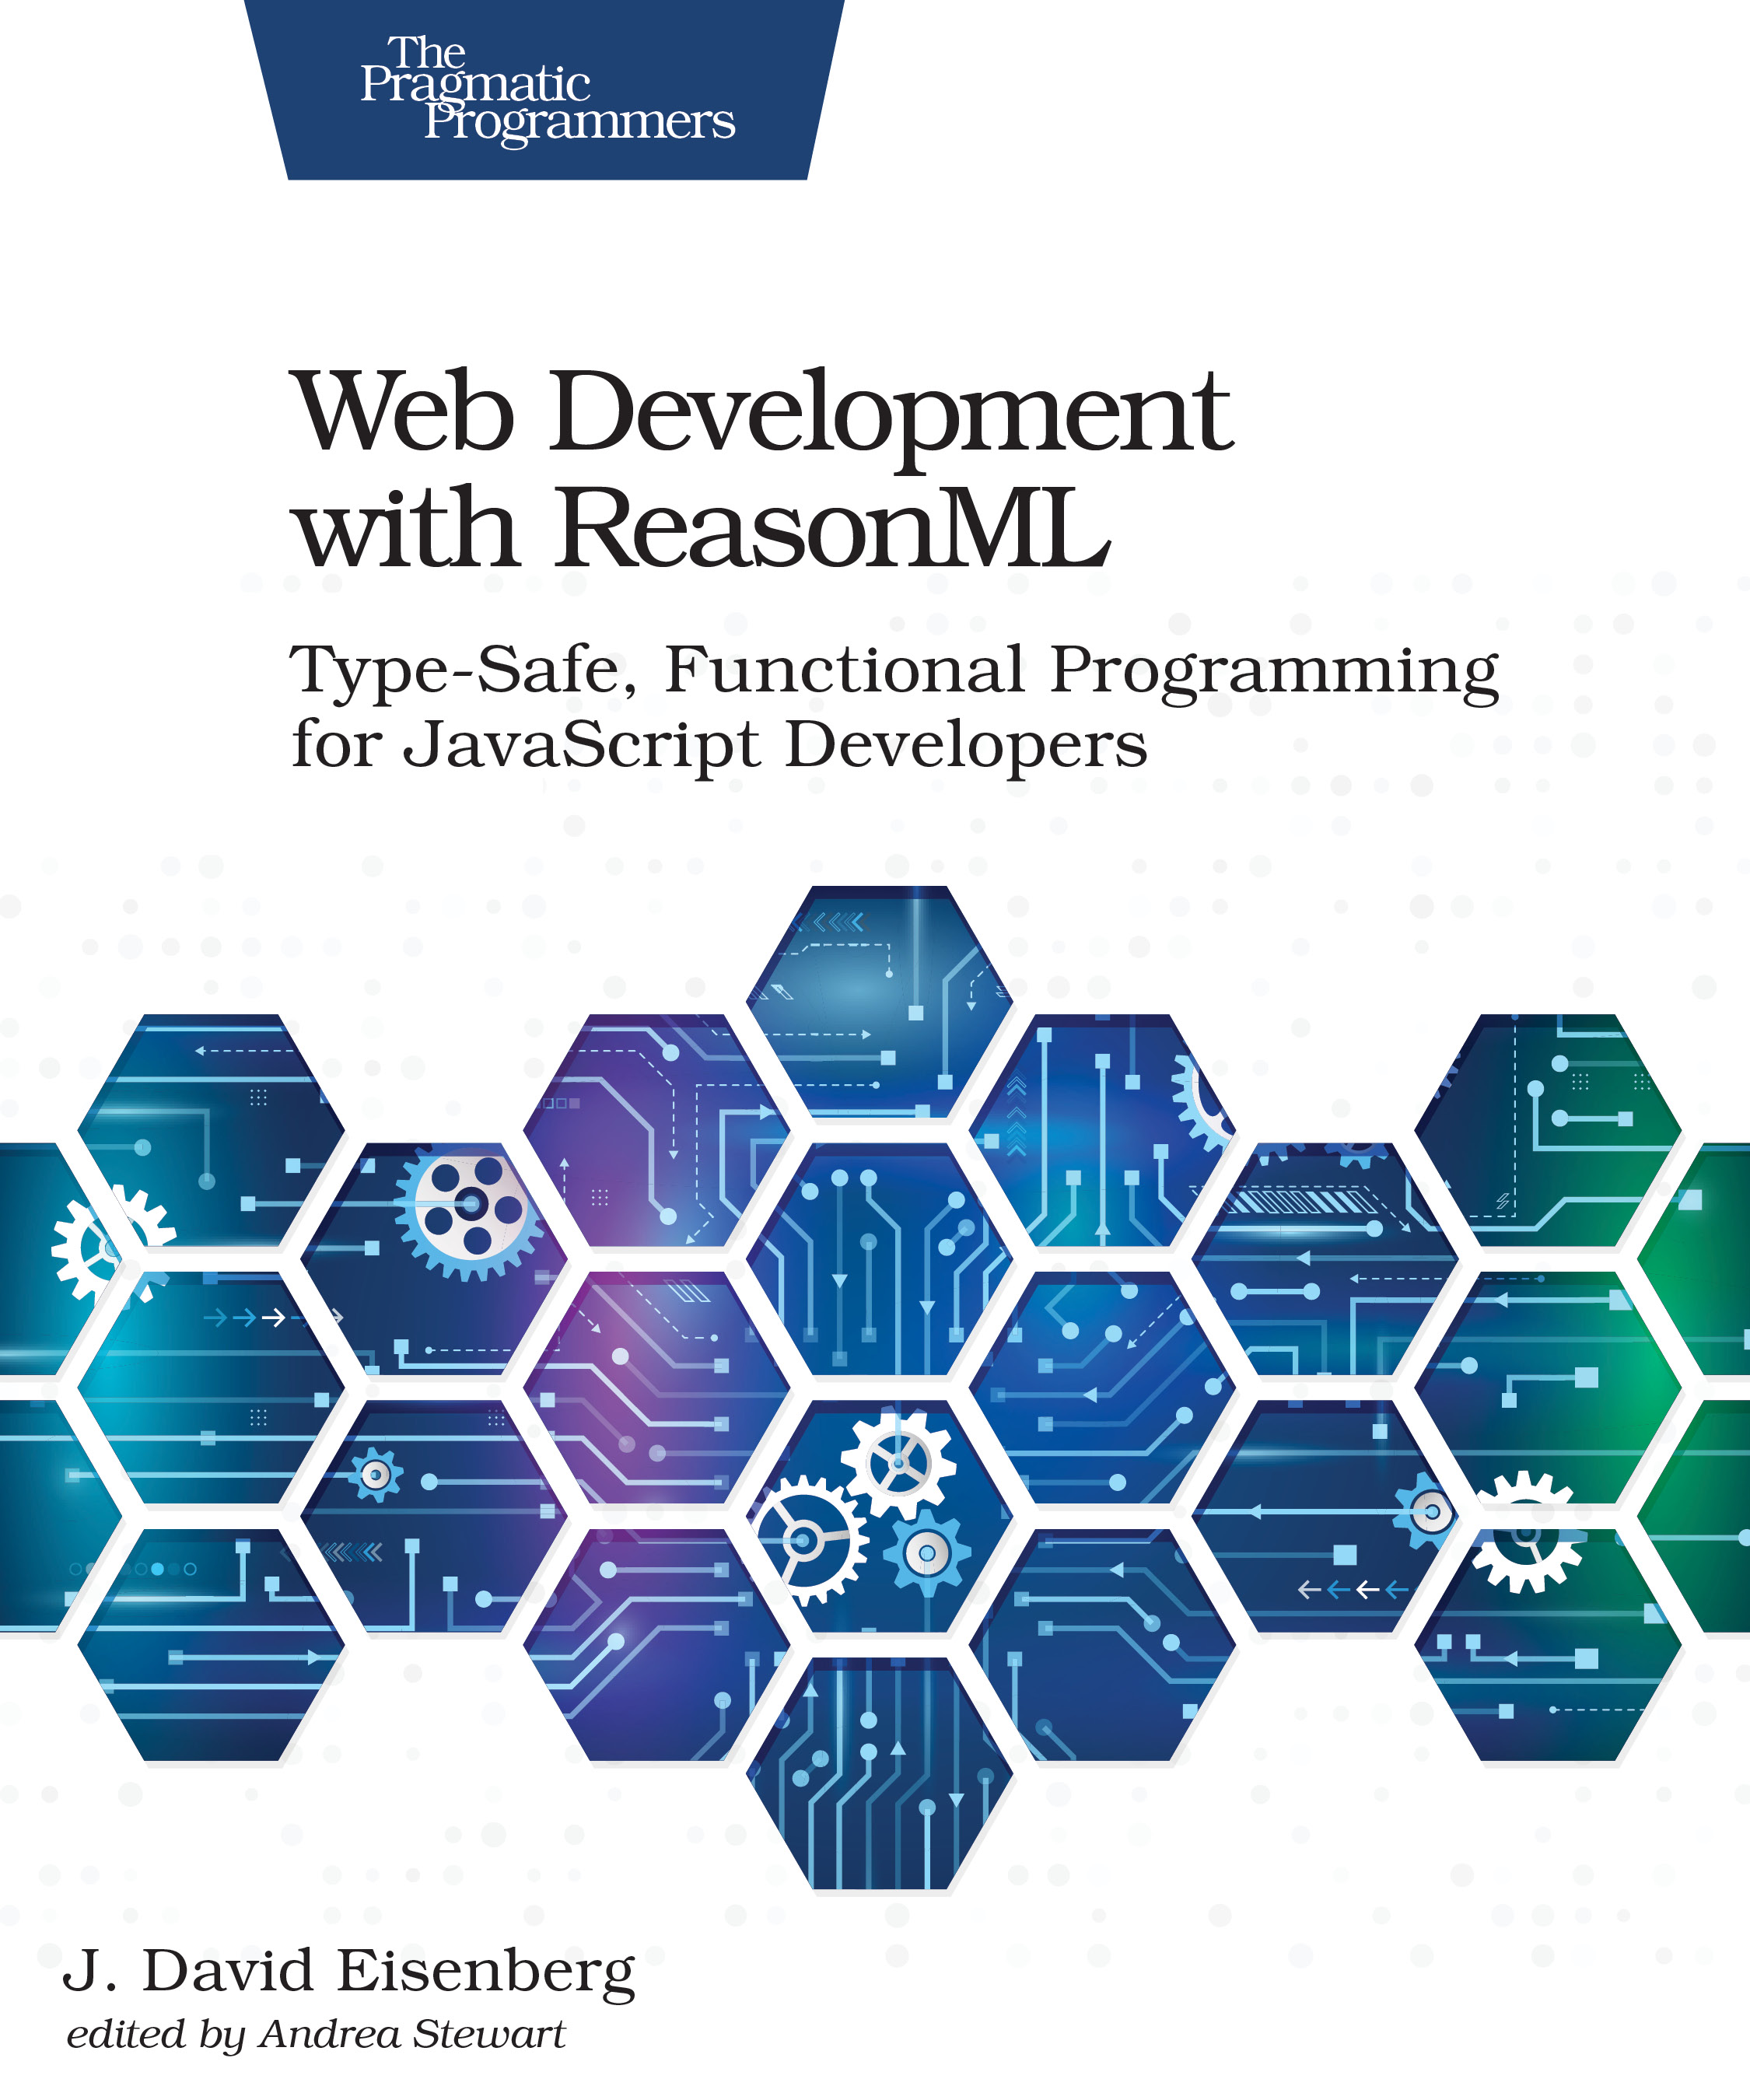 The
Pragmatic
Programmers
Web Development
with ReasonML
Type-Safe, Functional Programming
for JavaScript Developers
J. David Eisenberg
edited by Andrea Stewart